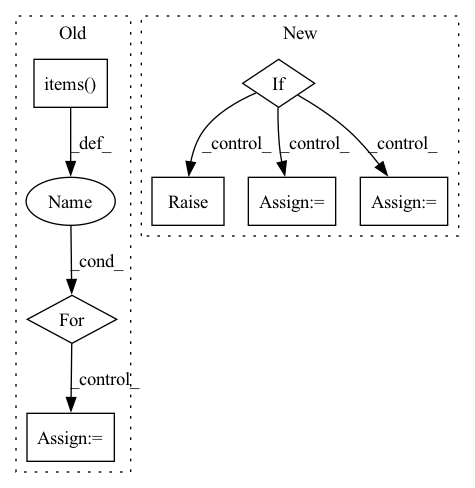 Old
New
items()
If
_def_
_control_
_control_
_control_
Name
Raise
Assign:=
Assign:=
_cond_
For
_control_
Assign:=